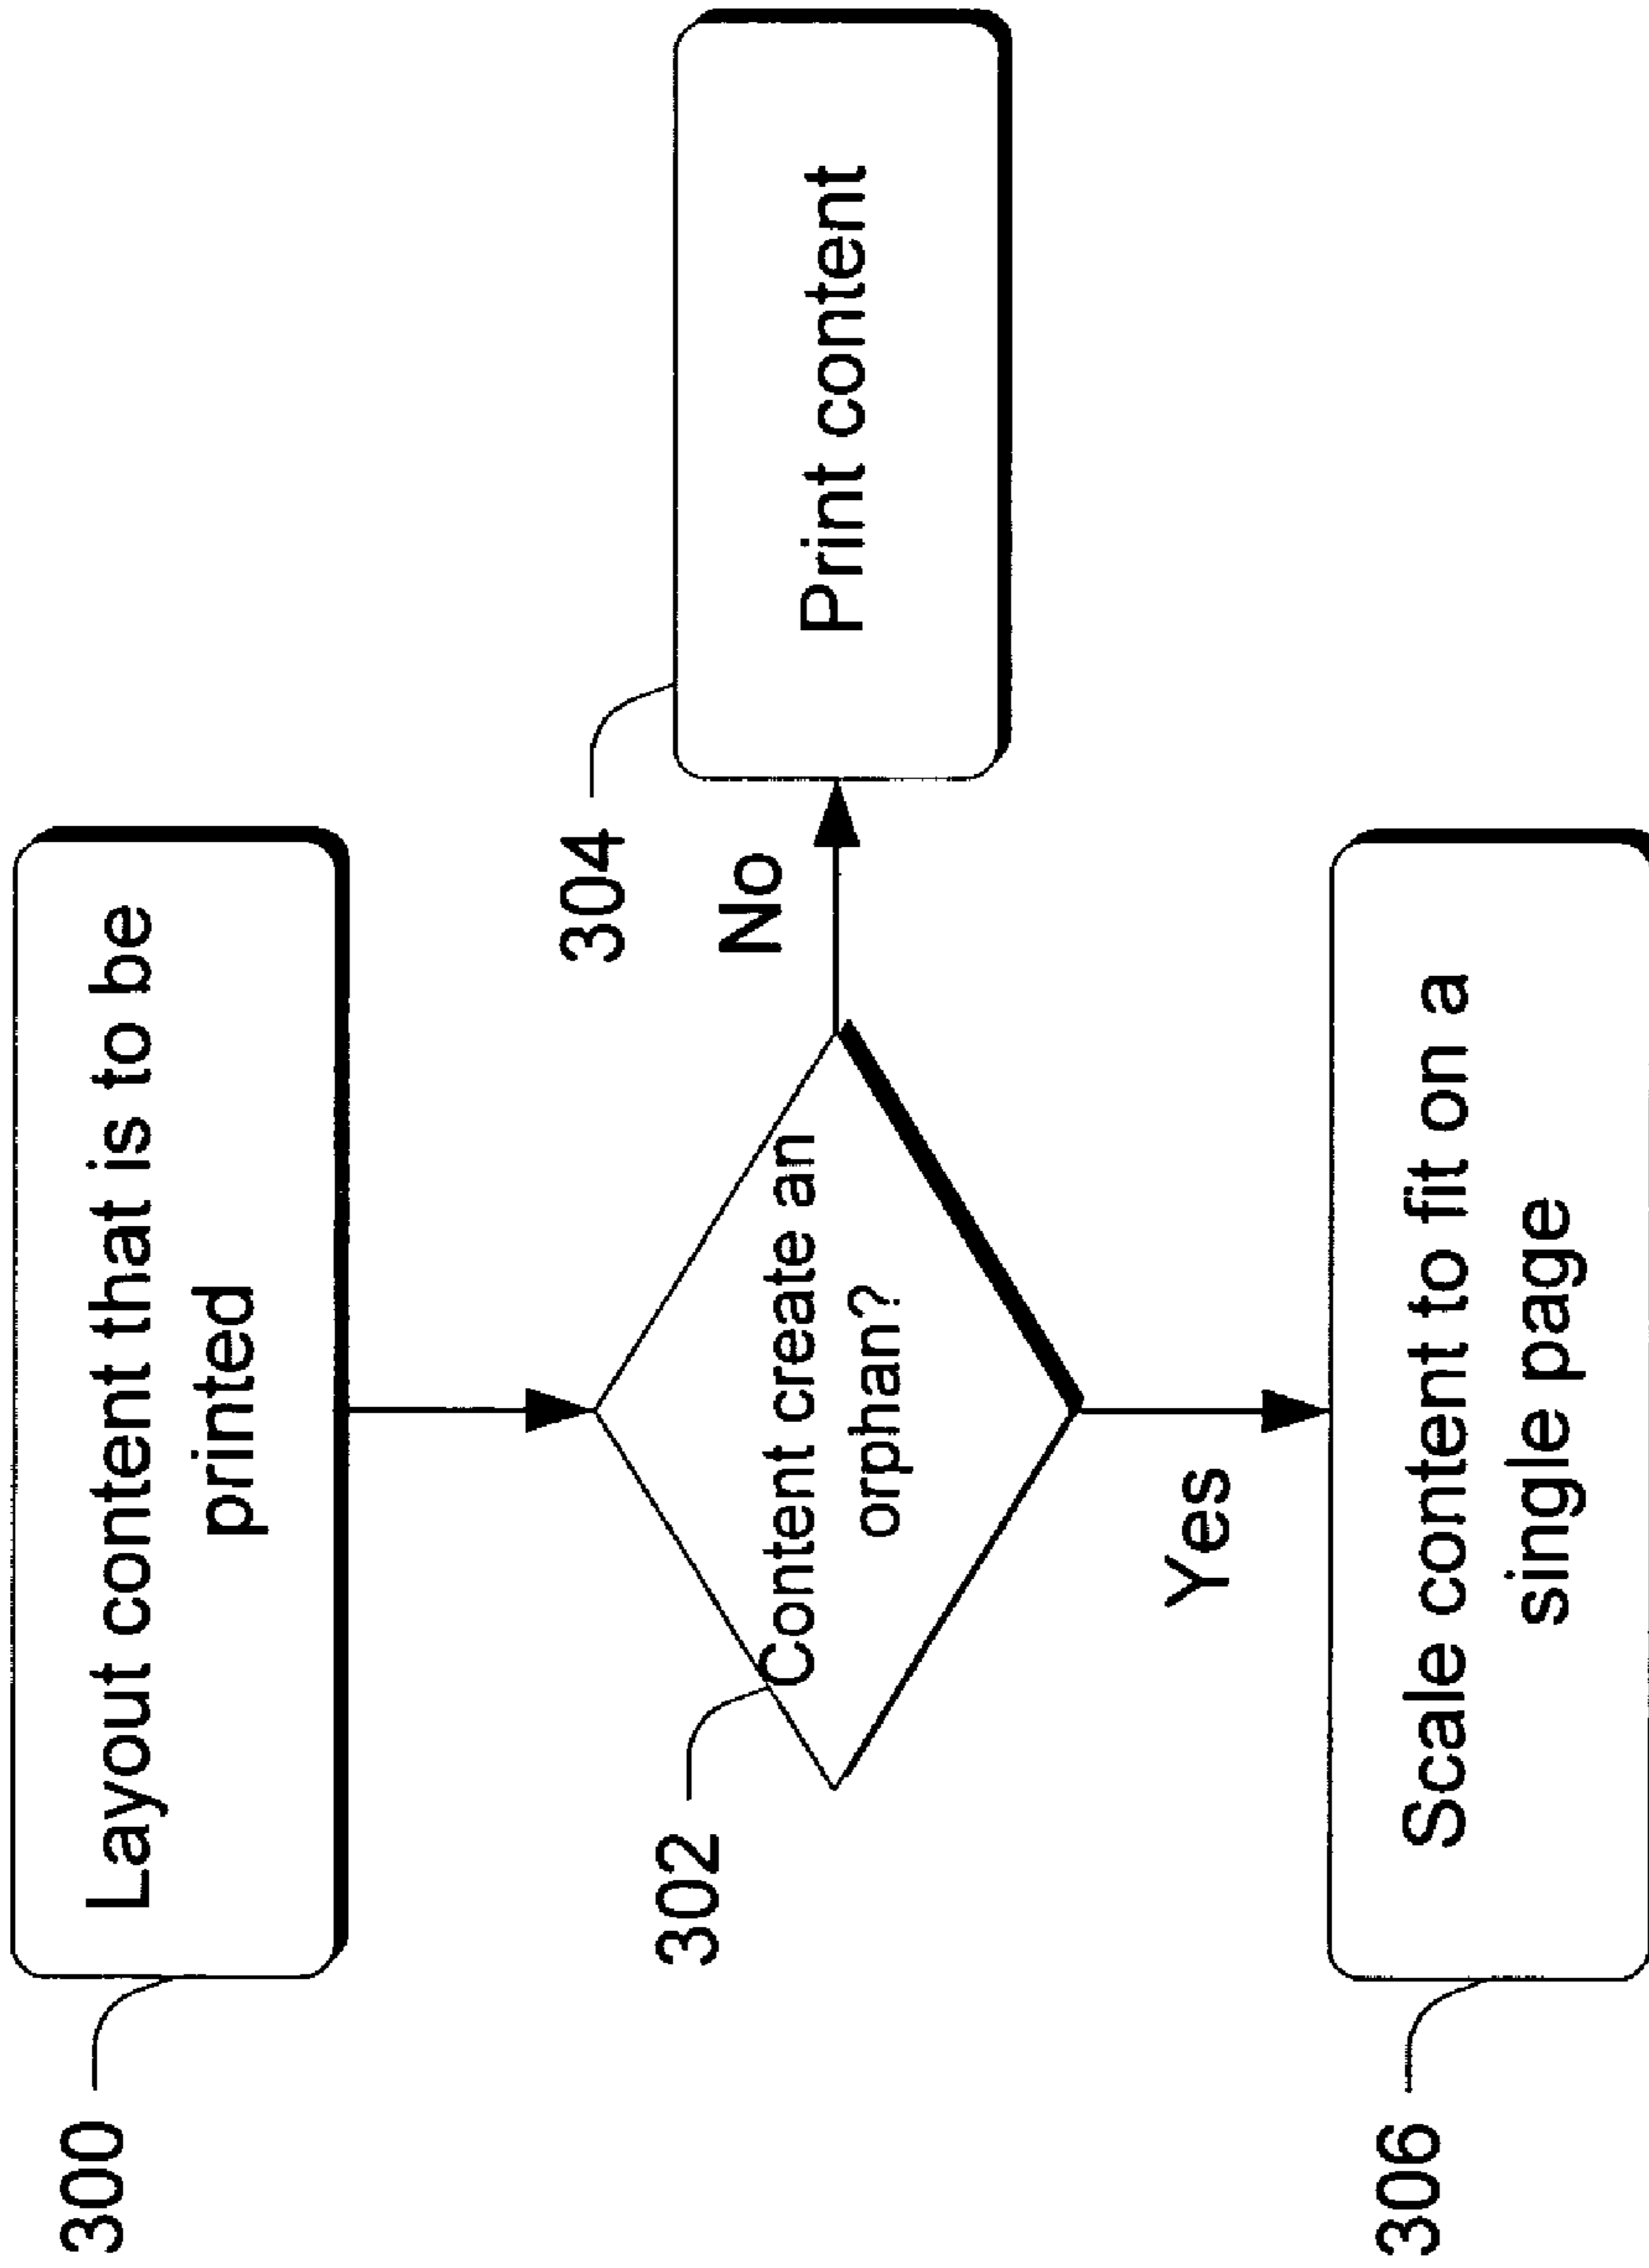 300
Layout content that is to be
printed
302
Content create an
orphan?
No
304
Print content
Yes
306
Scale content to fit on a
single page